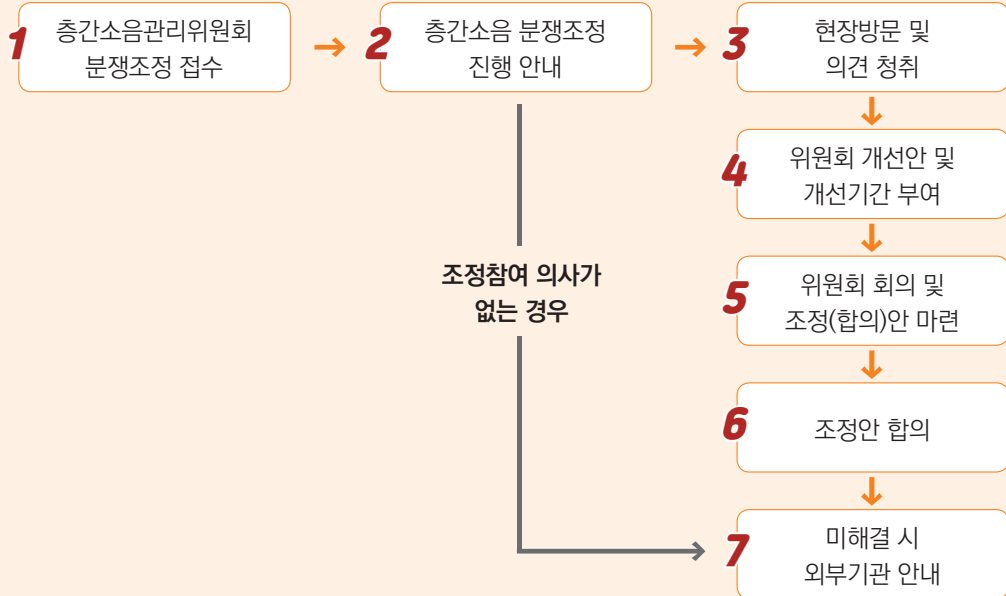 1
층간소음관리위원회
분쟁조정 접수
2
층간소음 분쟁조정
진행 안내
3
현장방문 및
의견 청취
4
위원회 개선안 및
개선기간 부여
조정참여 의사가
없는 경우
5
위원회 회의 및
조정(합의)안 마련
6
조정안 합의
7
미해결 시
외부기관 안내